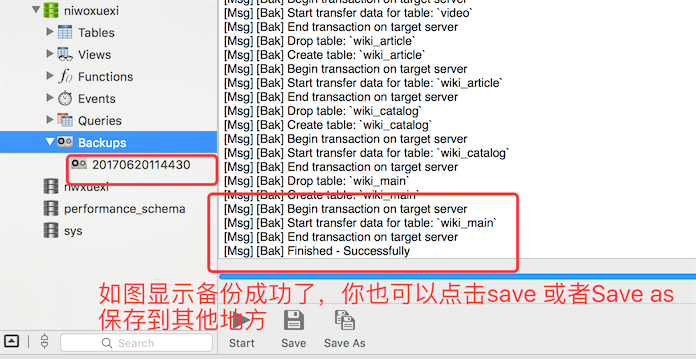 niwoxuexi
Tables
Views
Functions
Events
Queries
Backups
20170620114430
nwxuexi
performance_schema
sys
Search
[Msg] [Bak] Begin transaction on target server
[Msg] [Bak] Start transfer data for table: `video`
[Msg] [Bak] End transaction on target server
[Msg] [Bak] Drop table: `wiki_article`
[Msg] [Bak] Create table: `wiki_article`
[Msg] [Bak] Begin transaction on target server
[Msg] [Bak] Start transfer data for table: `wiki_article`
[Msg] [Bak] End transaction on target server
[Msg] [Bak] Drop table: `wiki_catalog`
[Msg] [Bak] Create table: `wiki_catalog`
[Msg] [Bak] Begin transaction on target server
[Msg] [Bak] Start transfer data for table: `wiki_catalog`
[Msg] [Bak] End transaction on target server
[Msg] [Bak] Drop table: `wiki_main`
[Msg] [Bak] Create table: `wiki_main`
[Msg] [Bak] Begin transaction on target server
[Msg] [Bak] Start transfer data for table: `wiki_main`
[Msg] [Bak] End transaction on target server
[Msg] [Bak] Finished - Successfully
如图显示备份成功了，你也可以点击save 或者Save as
保存到其他地方
Start
Save
Save As